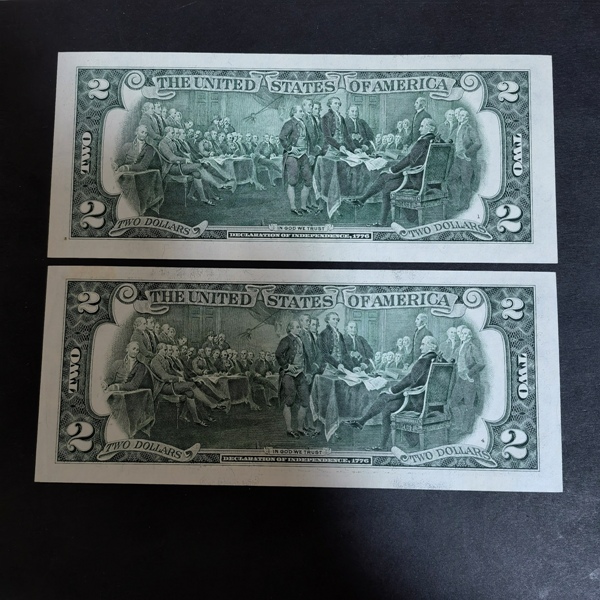 2 THE UNITED STATES OF AMERICA 2
TWO TWO
2 TWO DOLLARS IN GOD WE TRUST TWO DOLLARS 2
DECLARATION OF INDEPENDENCE, 1776
2 THE UNITED STATES OF AMERICA 2
TWO TWO
2 TWO DOLLARS IN GOD WE TRUST TWO DOLLARS 2
DECLARATION OF INDEPENDENCE, 1776